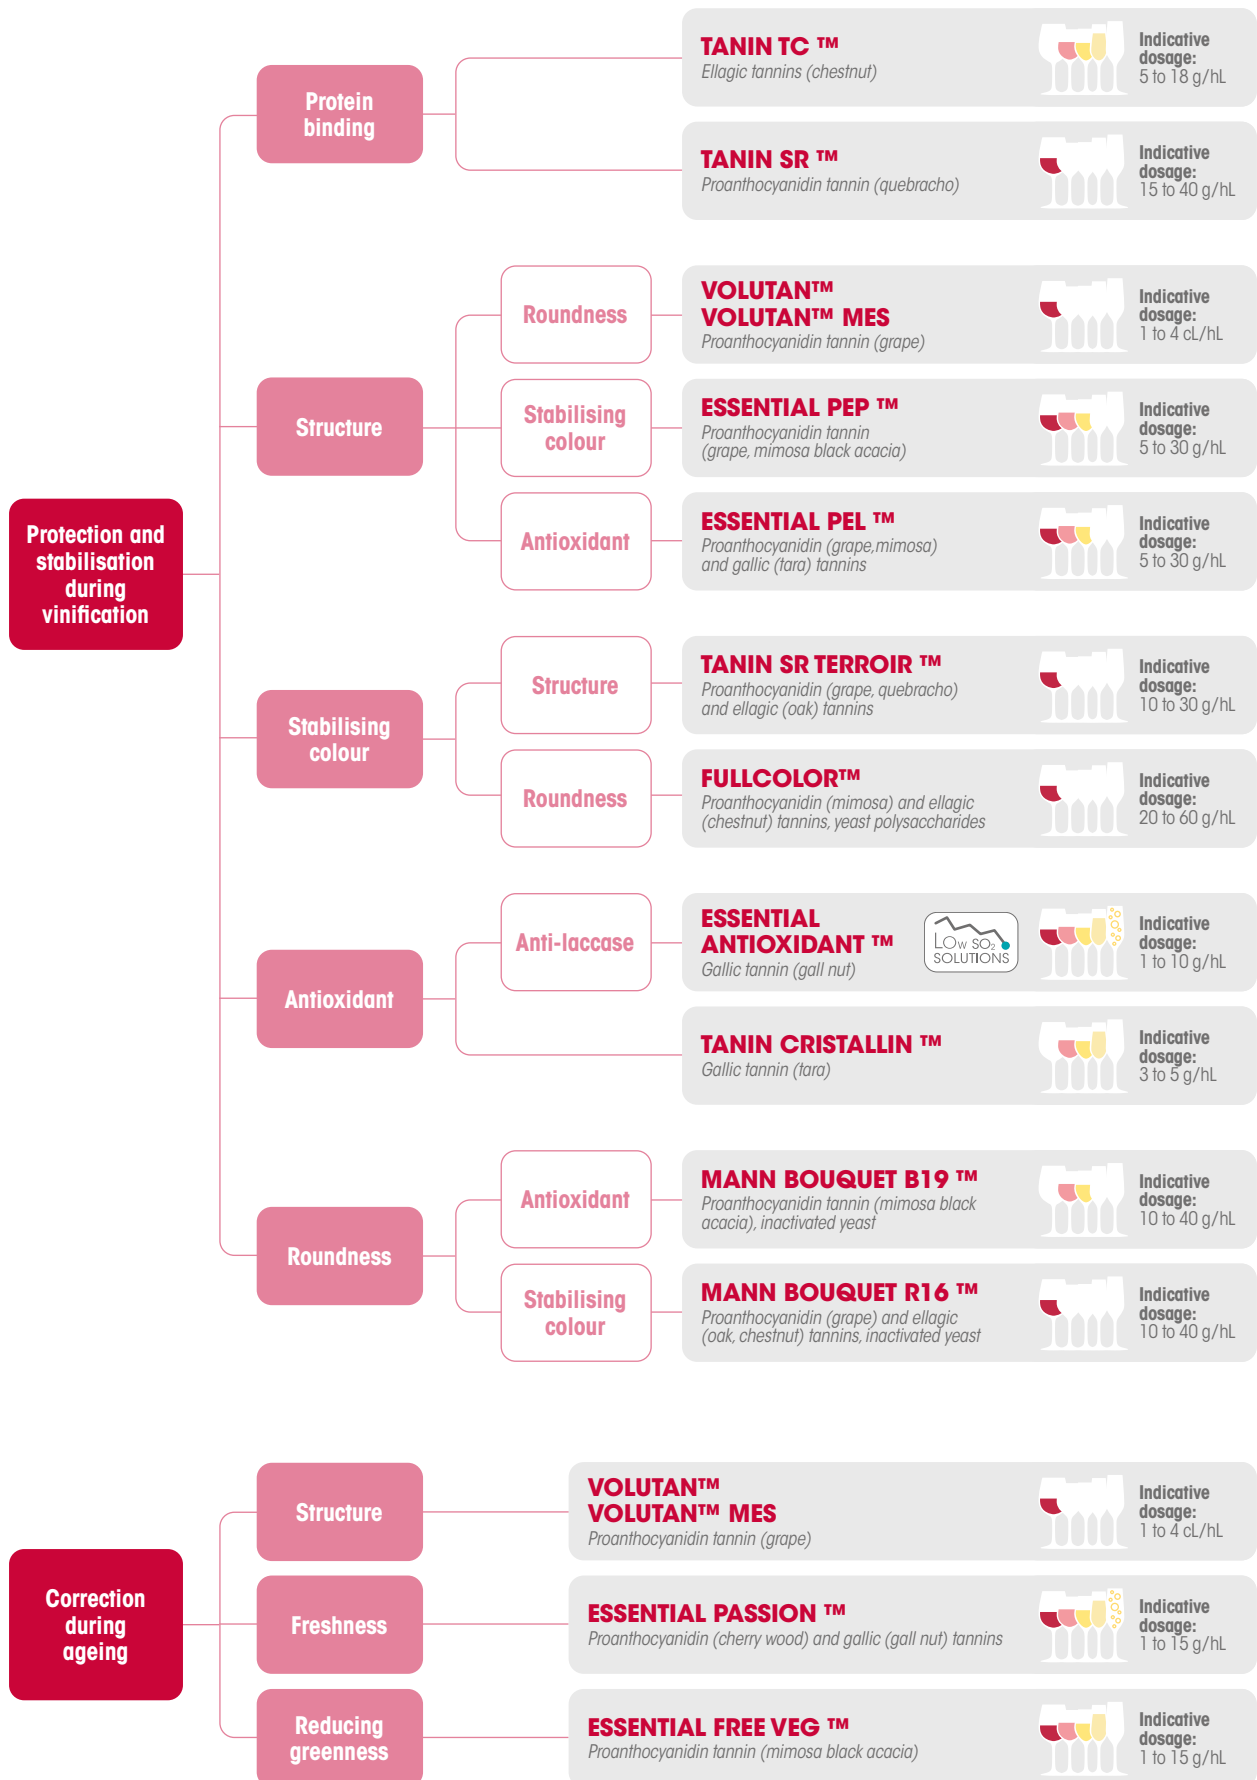 Protection and
stabilisation
during
vinification
Protein
binding
TANIN TC ™
Ellagic tannins (chestnut)
Indicative
dosage:
5 to 18 g/hL
TANIN SR ™
Proanthocyanidin tannin (quebracho)
Indicative
dosage:
15 to 40 g/hL
Structure
Roundness
VOLUTAN™
VOLUTAN™ MES
Proanthocyanidin tannin (grape)
Indicative
dosage:
1 to 4 cL/hL
Stabilising
colour
ESSENTIAL PEP ™
Proanthocyanidin tannin
(grape, mimosa black acacia)
Indicative
dosage:
5 to 30 g/hL
Antioxidant
ESSENTIAL PEL ™
Proanthocyanidin (grape,mimosa)
and gallic (tara) tannins
Indicative
dosage:
5 to 30 g/hL
Stabilising
colour
Structure
TANIN SR TERROIR ™
Proanthocyanidin (grape, quebracho)
and ellagic (oak) tannins
Indicative
dosage:
10 to 30 g/hL
Roundness
FULLCOLOR™
Proanthocyanidin (mimosa) and ellagic
(chestnut) tannins, yeast polysaccharides
Indicative
dosage:
20 to 60 g/hL
Antioxidant
Anti-laccase
ESSENTIAL
ANTIOXIDANT ™
Gallic tannin (gall nut)
LOW SO₂
SOLUTIONS
Indicative
dosage:
1 to 10 g/hL
TANIN CRISTALLIN ™
Gallic tannin (tara)
Indicative
dosage:
3 to 5 g/hL
Roundness
Antioxidant
MANN BOUQUET B19 ™
Proanthocyanidin tannin (mimosa black
acacia), inactivated yeast
Indicative
dosage:
10 to 40 g/hL
Stabilising
colour
MANN BOUQUET R16 ™
Proanthocyanidin (grape) and ellagic
(oak, chestnut) tannins, inactivated yeast
Indicative
dosage:
10 to 40 g/hL
Correction
during
ageing
Structure
VOLUTAN™
VOLUTAN™ MES
Proanthocyanidin tannin (grape)
Indicative
dosage:
1 to 4 cL/hL
Freshness
ESSENTIAL PASSION ™
Proanthocyanidin (cherry wood) and gallic (gall nut) tannins
Indicative
dosage:
1 to 15 g/hL
Reducing
greenness
ESSENTIAL FREE VEG ™
Proanthocyanidin tannin (mimosa black acacia)
Indicative
dosage:
1 to 15 g/hL